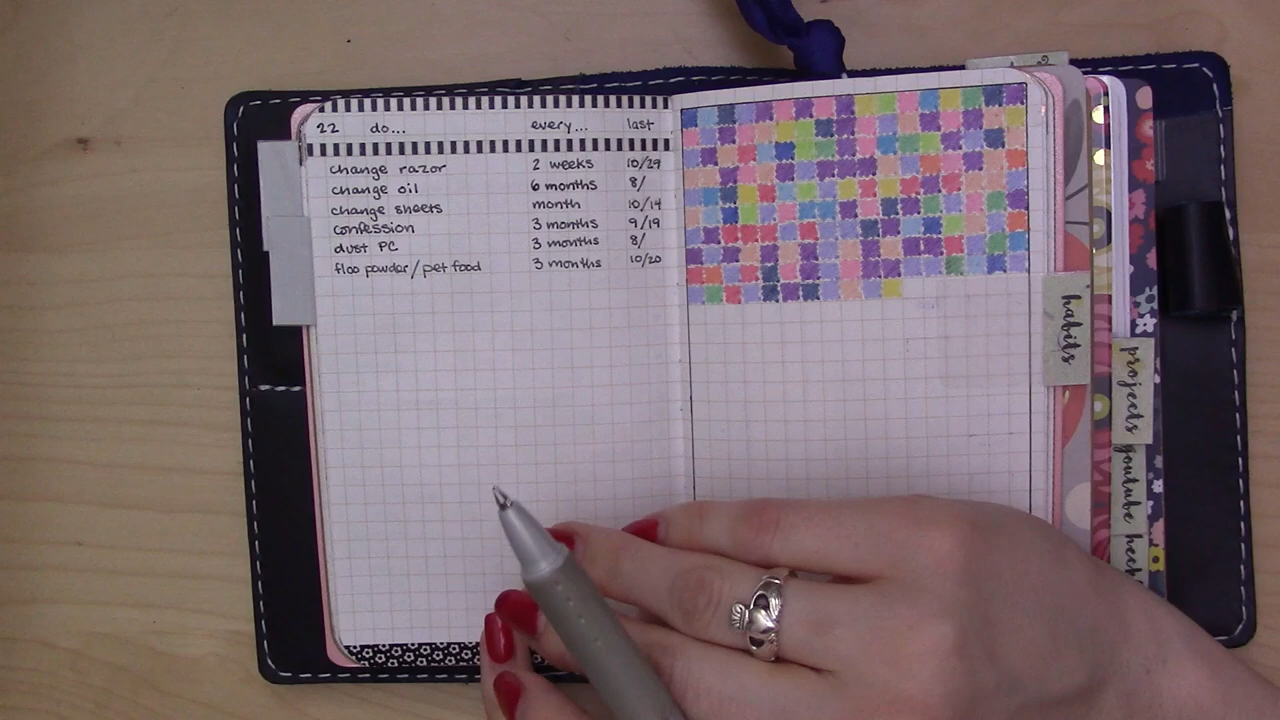 22 do... every... last
change razor 2 weeks 10/29
change oil 6 months 8/
change sheets month 10/14
confession 3 months 9/19
dust PC 3 months 8/
floo powder/pet food 3 months 10/20
habits
projects
youtube